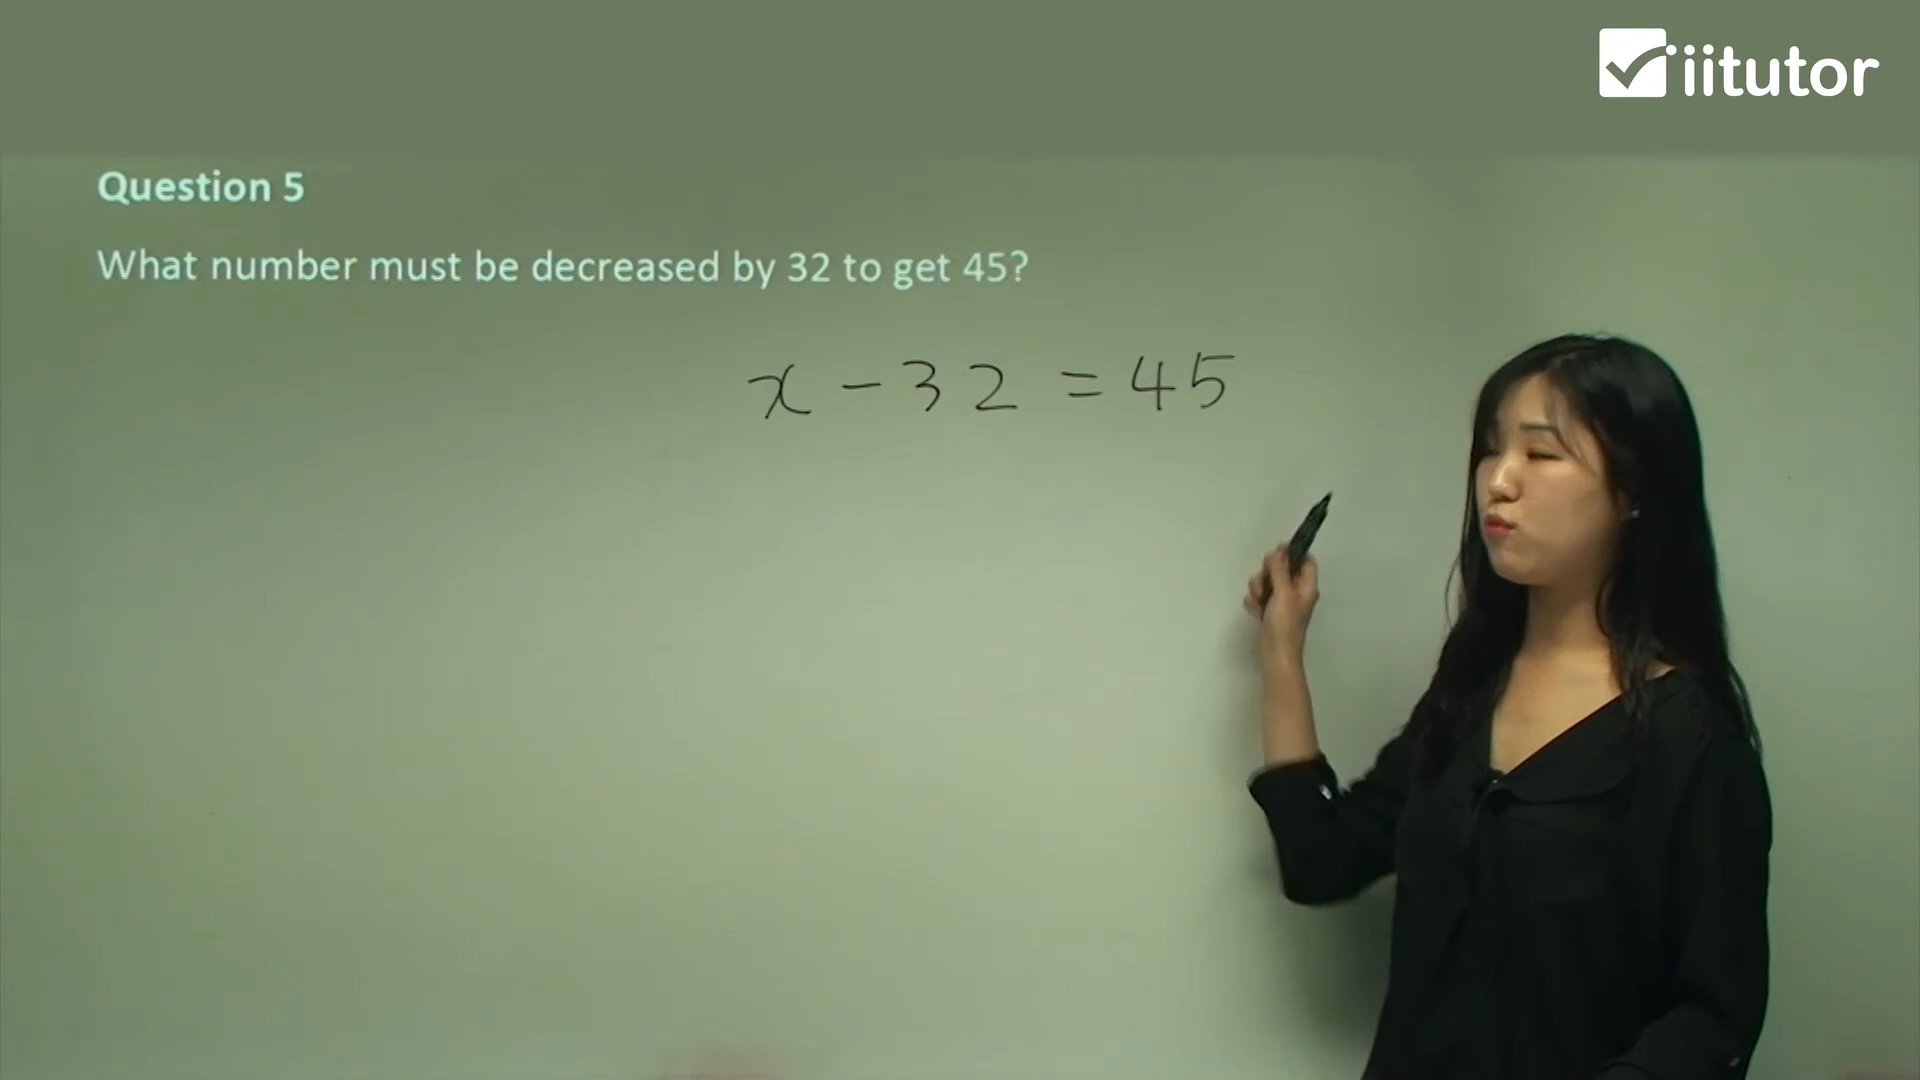 iitutor
Question 5
What number must be decreased by 32 to get 45?
x - 32 = 45